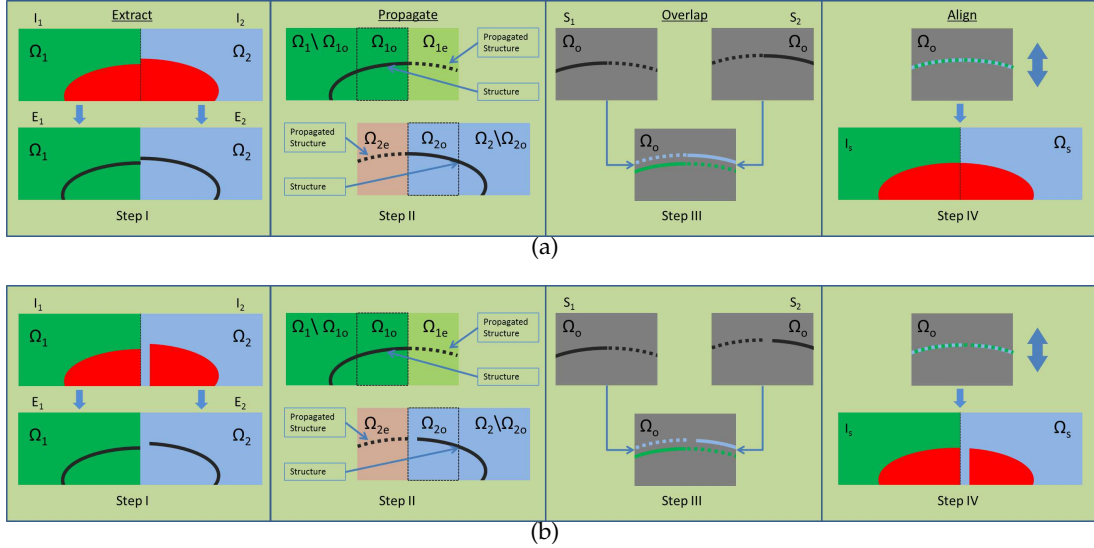 Extract Propagate Overlap Align
I₁ I₂ S₁ S₂
Ω₁ Ω₂ Ω₁\ Ω₁ₒ Ω₁ₒ Ω₁ₑ Propagated Structure Ωₒ Ωₒ Ωₒ
Structure
E₁ E₂
Ω₁ Ω₂ Propagated Structure Ω₂ₑ Ω₂ₒ Ω₂\Ω₂ₒ Ωₒ Iₛ Ωₛ
Structure
Step I Step II Step III Step IV
(a)
I₁ I₂ S₁ S₂
Ω₁ Ω₂ Ω₁\ Ω₁ₒ Ω₁ₒ Ω₁ₑ Propagated Structure Ωₒ Ωₒ Ωₒ
Structure
E₁ E₂
Ω₁ Ω₂ Propagated Structure Ω₂ₑ Ω₂ₒ Ω₂\Ω₂ₒ Ωₒ Iₛ Ωₛ
Structure
Step I Step II Step III Step IV
(b)